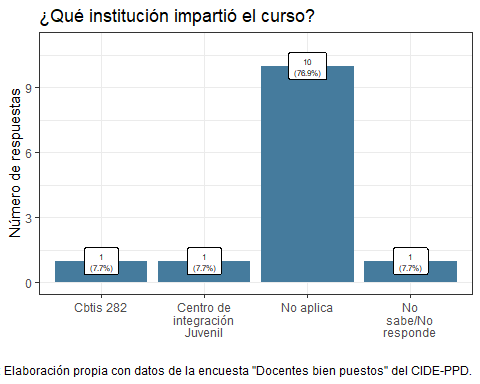 ¿Qué institución impartió el curso?
Número de respuestas
9
6
3
0
1
(7.7%)
1
(7.7%)
10
(76.9%)
1
(7.7%)
Cbtis 282
Centro de
integración
Juvenil
No aplica
No
sabe/No
responde
Elaboración propia con datos de la encuesta "Docentes bien puestos" del CIDE-PPD.